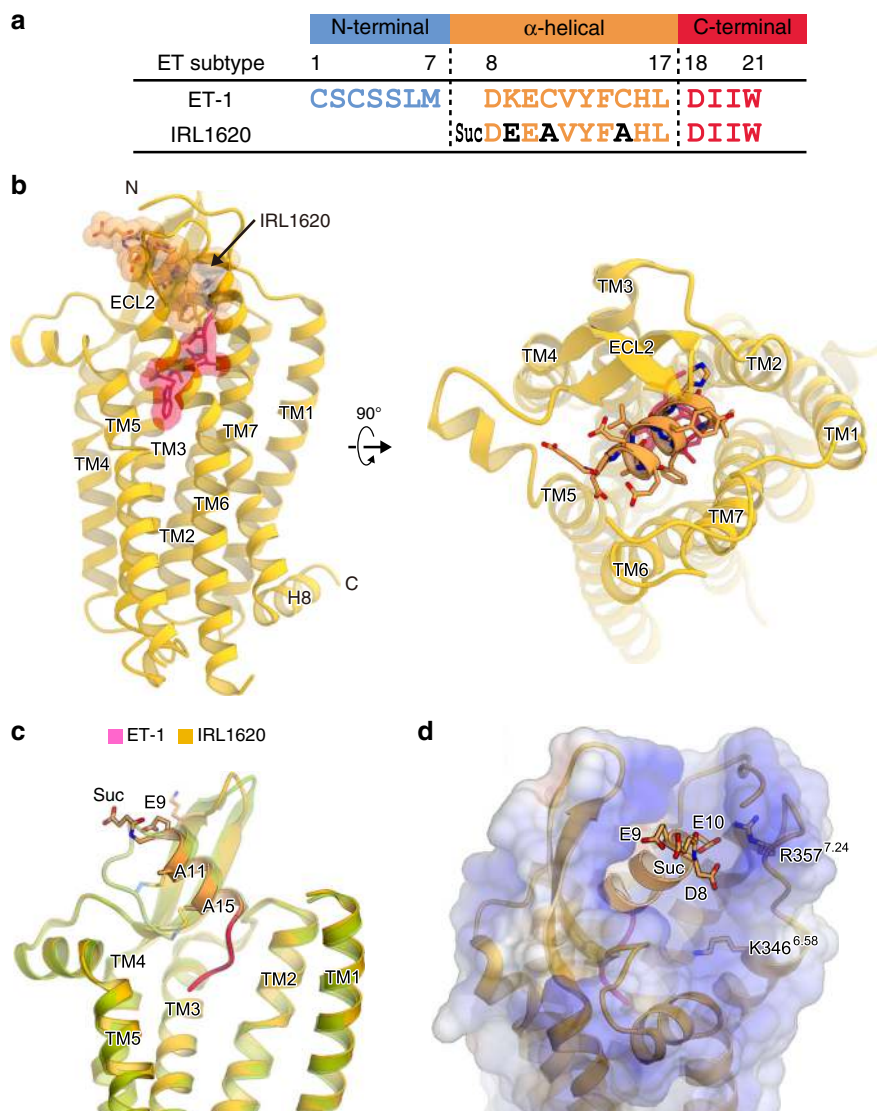 a
N-terminal α-helical C-terminal
ET subtype 1 7 8 17 18 21
ET-1 CSCSSLM DKECVYFCHL DIIW
IRL1620 SucDEEAVYFAHL DIIW
b
N
IRL1620
ECL2
TM5
TM3
TM7
TM1
TM4
TM6
TM2
H8
C
90°
TM3
TM4
ECL2
TM2
TM1
TM5
TM7
TM6
c
ET-1 IRL1620
Suc
E9
A11
A15
TM4
TM2
TM1
TM3
TM5
d
E9
E10
Suc
D8
R357^7.24
K346^6.58